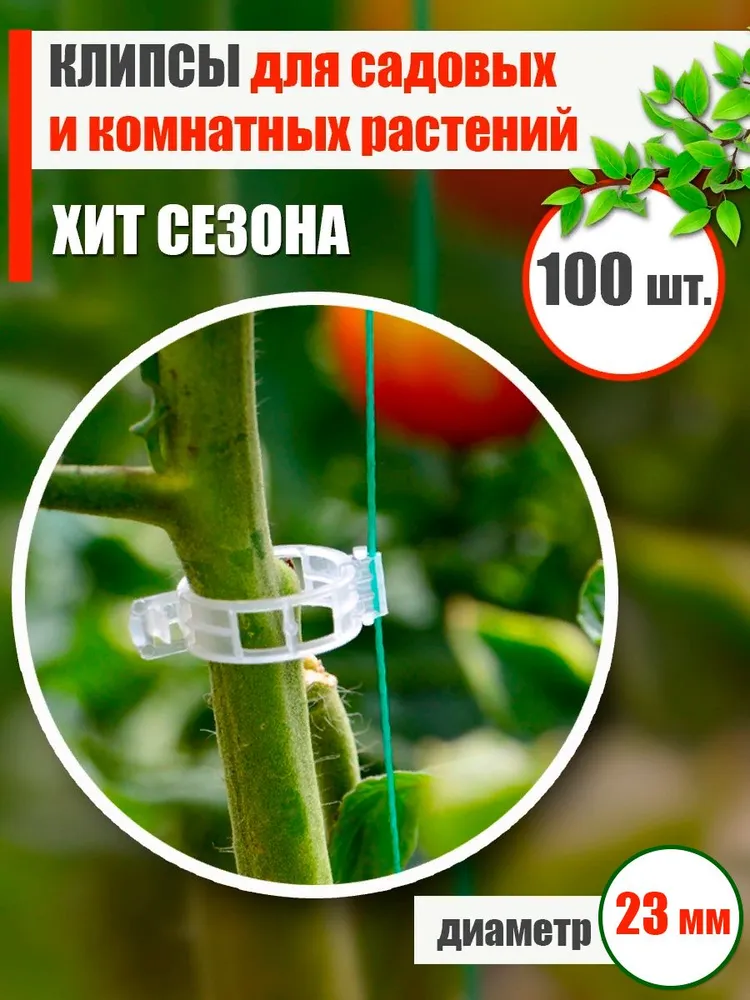 КЛИПСЫ для садовых
и комнатных растений
ХИТ СЕЗОНА
100 шт.
диаметр 23 мм